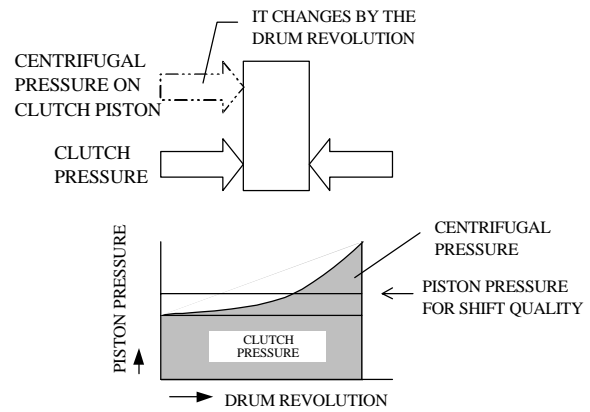 IT CHANGES BY THE
DRUM REVOLUTION
CENTRIFUGAL
PRESSURE ON
CLUTCH PISTON
CLUTCH
PRESSURE
CENTRIFUGAL
PRESSURE
PISTON PRESSURE
FOR SHIFT QUALITY
PISTON PRESSURE
CLUTCH
PRESSURE
DRUM REVOLUTION